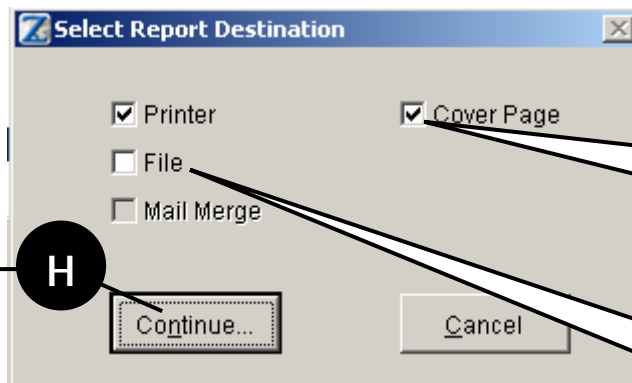 Select Report Destination
Printer
Cover Page
File
Mail Merge
H
Continue...
Cancel